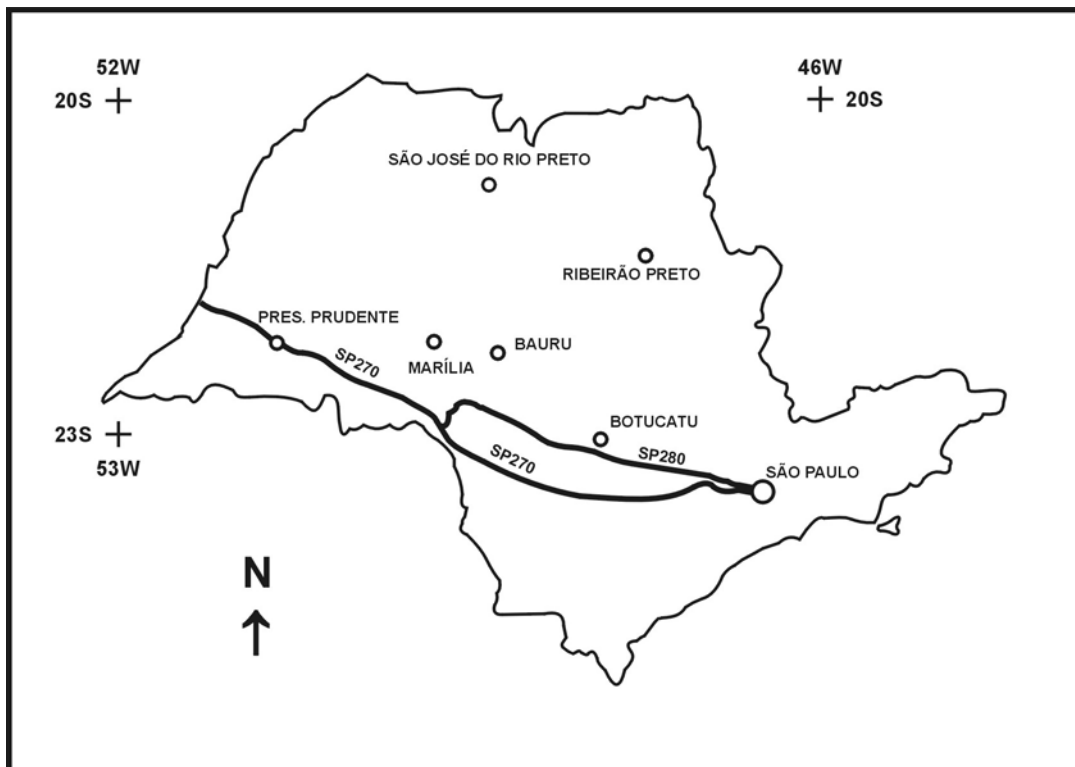 52W
46W
20S
20S
SÃO JOSÉ DO RIO PRETO
RIBEIRÃO PRETO
PRES. PRUDENTE
SP270
MARÍLIA
BAURU
BOTUCATU
23S
53W
SP270
SP280
SÃO PAULO
N